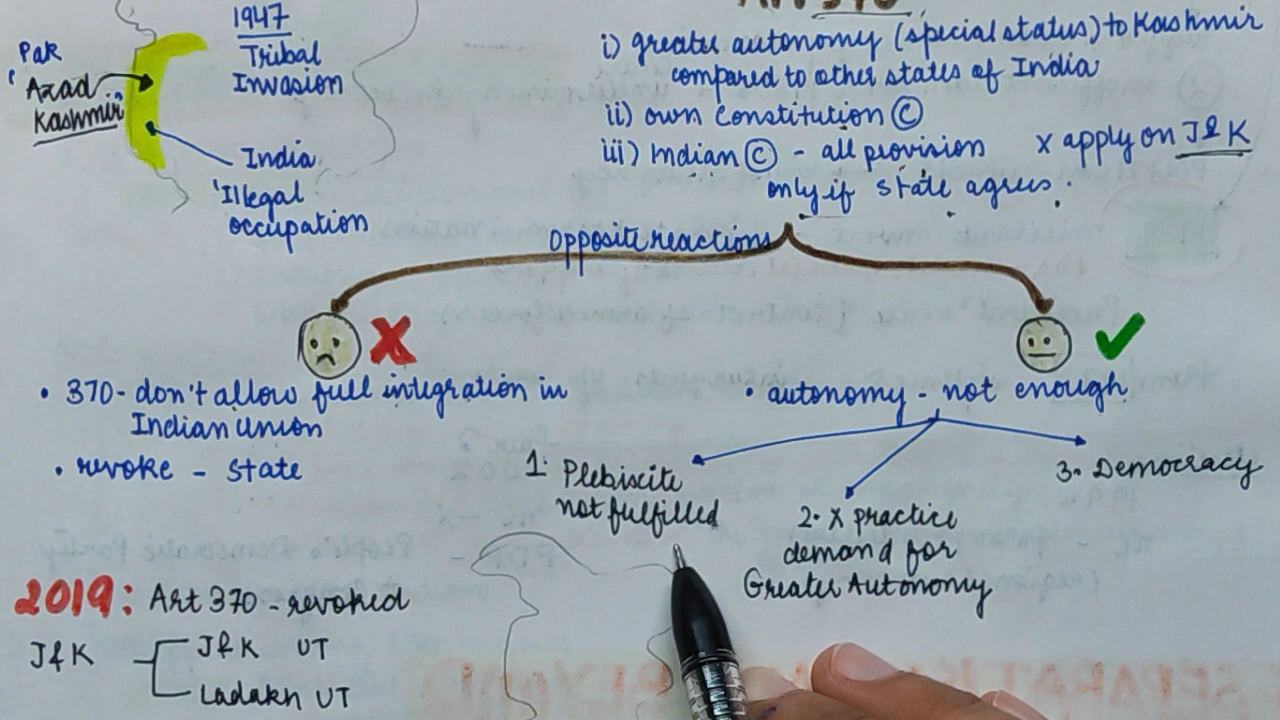 Pak
'Azad
Kashmir'
1947
Tribal
Invasion
India
'Illegal
occupation
Art 370
i) greater autonomy (special status) to Kashmir
compared to other states of India
ii) own constitution ©
iii) Indian © - all provision x apply on J&K
only if state agrees.
opposite reactions
• 370 - don't allow full integration in
Indian Union
• revoke - state
• autonomy - not enough
1. Plebiscite
not fulfilled
2. x practice
demand for
Greater Autonomy
3. Democracy
2019: Art 370 - revoked
J&K
J&K UT
Ladakh UT